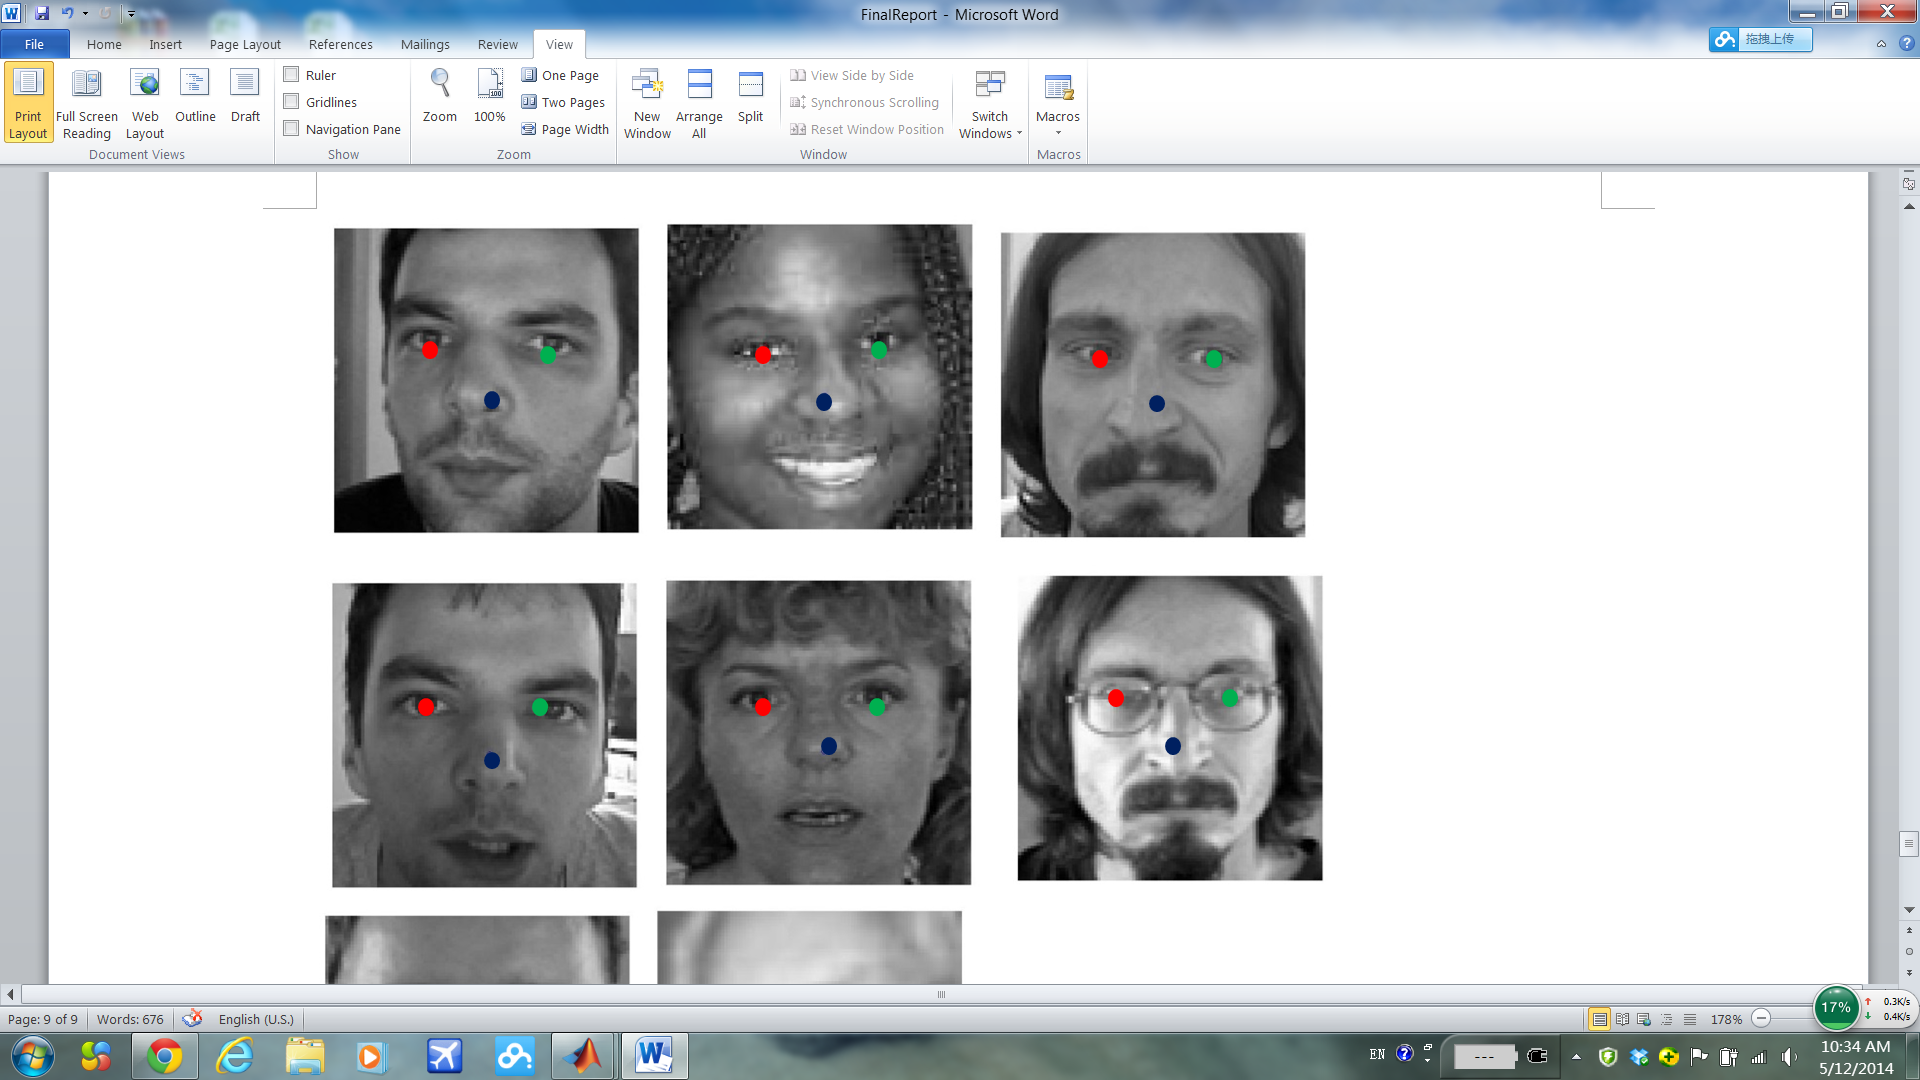 FinalReport - Microsoft Word
File Home Insert Page Layout References Mailings Review View
拖拽上传
Print Layout
Full Screen Reading
Web Layout
Outline
Draft
Document Views
Ruler
Gridlines
Navigation Pane
Show
Zoom
100%
One Page
Two Pages
Page Width
Zoom
New Window
Arrange All
Split
View Side by Side
Synchronous Scrolling
Reset Window Position
Window
Switch Windows
Macros
Macros
Page: 9 of 9 Words: 676 English (U.S.)
178%
17%
0.3K/s
0.4K/s
EN
---
10:34 AM
5/12/2014